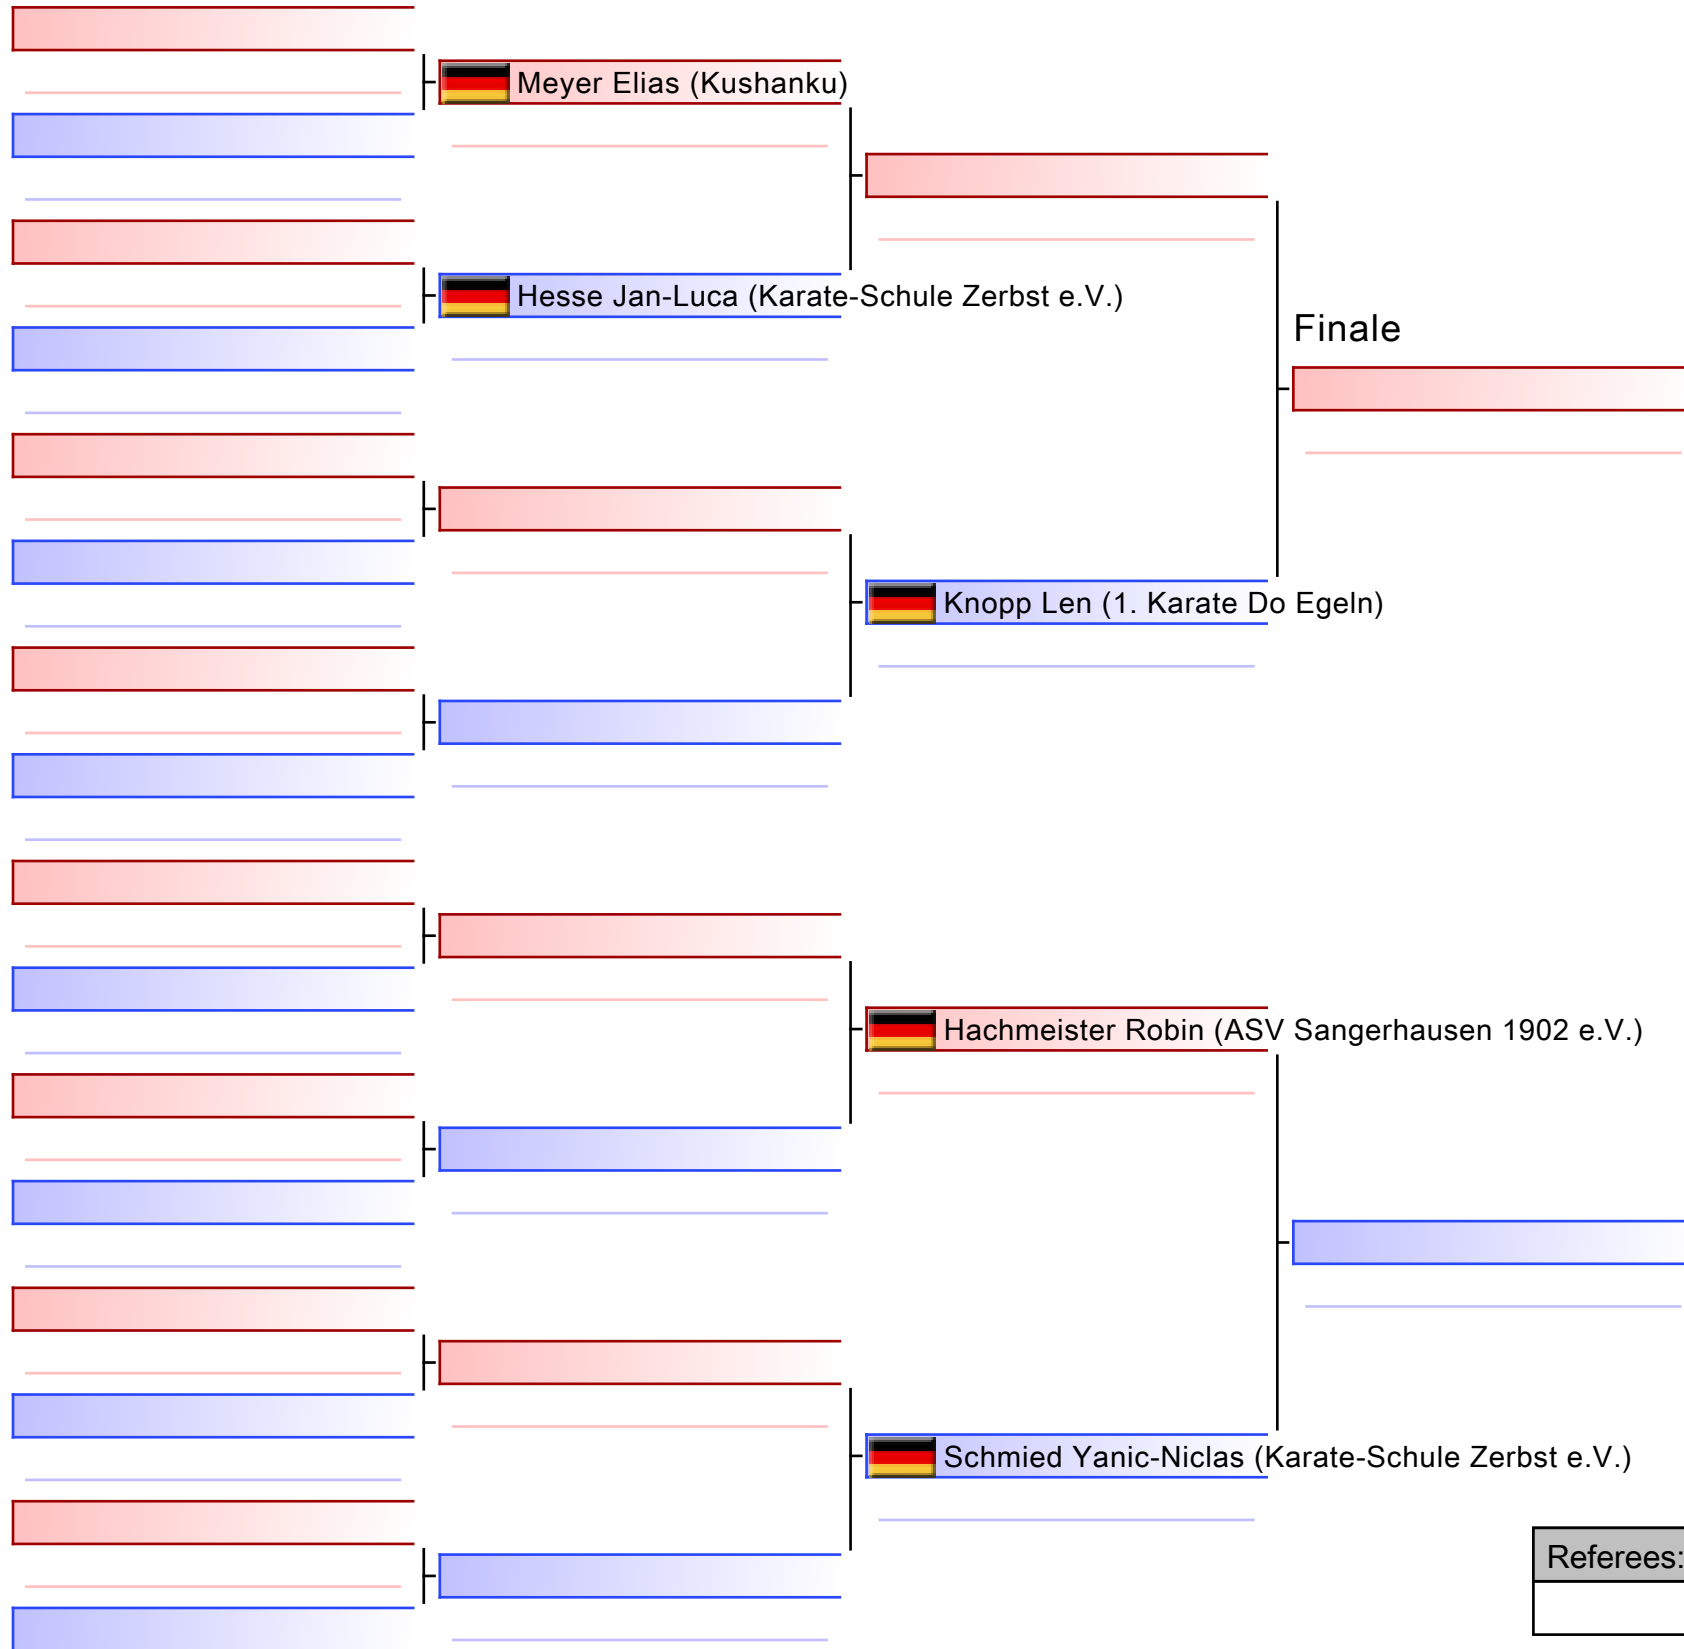 Meyer Elias (Kushanku)
Hesse Jan-Luca (Karate-Schule Zerbst e.V.)
Finale
Knopp Len (1. Karate Do Egeln)
Hachmeister Robin (ASV Sangerhausen 1902 e.V.)
Schmied Yanic-Niclas (Karate-Schule Zerbst e.V.)
Referees: